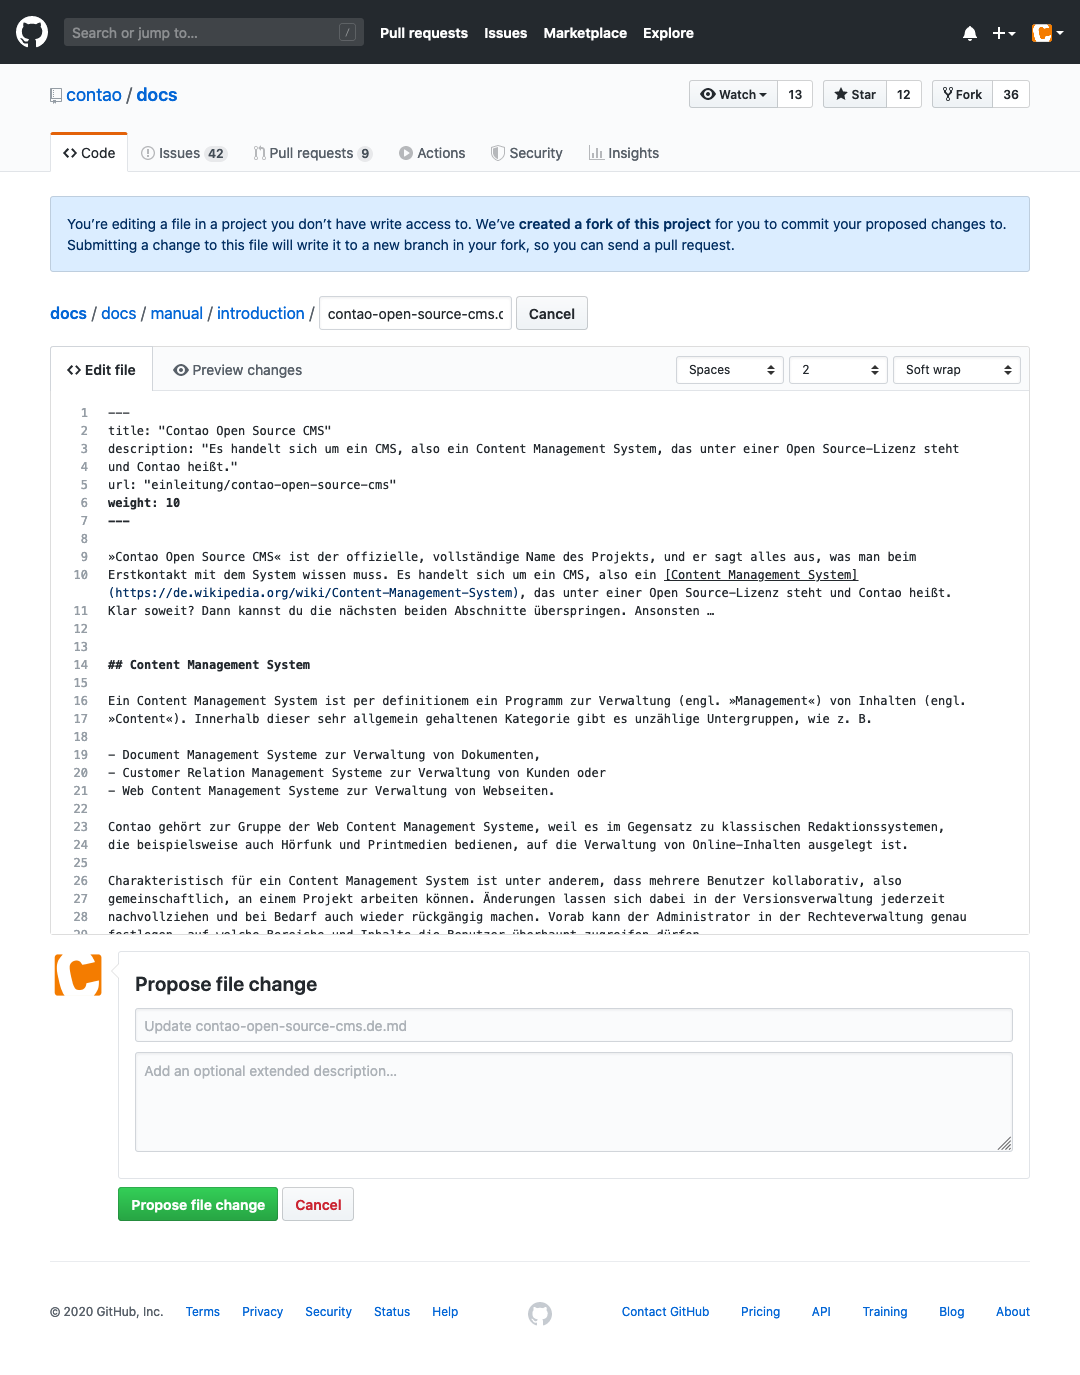 Search or jump to... / Pull requests Issues Marketplace Explore
contao / docs Watch 13 Star 12 Fork 36
Code Issues 42 Pull requests 9 Actions Security Insights
You’re editing a file in a project you don’t have write access to. We’ve created a fork of this project for you to commit your proposed changes to.
Submitting a change to this file will write it to a new branch in your fork, so you can send a pull request.
docs / docs / manual / introduction / contao-open-source-cms.c Cancel
Edit file Preview changes Spaces 2 Soft wrap
1 ---
2 title: "Contao Open Source CMS"
3 description: "Es handelt sich um ein CMS, also ein Content Management System, das unter einer Open Source-Lizenz steht
4 und Contao heißt."
5 url: "einleitung/contao-open-source-cms"
6 weight: 10
7 ---
8
9 »Contao Open Source CMS« ist der offizielle, vollständige Name des Projekts, und er sagt alles aus, was man beim
10 Erstkontakt mit dem System wissen muss. Es handelt sich um ein CMS, also ein [Content Management System]
(https://de.wikipedia.org/wiki/Content-Management-System), das unter einer Open Source-Lizenz steht und Contao heißt.
11 Klar soweit? Dann kannst du die nächsten beiden Abschnitte überspringen. Ansonsten …
12
13
14 ## Content Management System
15
16 Ein Content Management System ist per definitionem ein Programm zur Verwaltung (engl. »Management«) von Inhalten (engl.
17 »Content«). Innerhalb dieser sehr allgemein gehaltenen Kategorie gibt es unzählige Untergruppen, wie z. B.
18
19 - Document Management Systeme zur Verwaltung von Dokumenten,
20 - Customer Relation Management Systeme zur Verwaltung von Kunden oder
21 - Web Content Management Systeme zur Verwaltung von Webseiten.
22
23 Contao gehört zur Gruppe der Web Content Management Systeme, weil es im Gegensatz zu klassischen Redaktionssystemen,
24 die beispielsweise auch Hörfunk und Printmedien bedienen, auf die Verwaltung von Online-Inhalten ausgelegt ist.
25
26 Charakteristisch für ein Content Management System ist unter anderem, dass mehrere Benutzer kollaborativ, also
27 gemeinschaftlich, an einem Projekt arbeiten können. Änderungen lassen sich dabei in der Versionsverwaltung jederzeit
28 nachvollziehen und bei Bedarf auch wieder rückgängig machen. Vorab kann der Administrator in der Rechteverwaltung genau
29 festlegen, auf welche Bereiche und Inhalte die Benutzer überhaupt zugreifen dürfen.
Propose file change
Update contao-open-source-cms.de.md
Add an optional extended description…
Propose file change Cancel
© 2020 GitHub, Inc. Terms Privacy Security Status Help Contact GitHub Pricing API Training Blog About